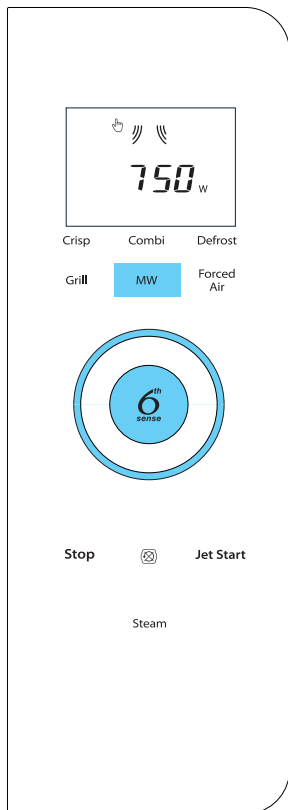 750 W
Crisp Combi Defrost
Grill MW Forced
Air
6th
sense
Stop Jet Start
Steam